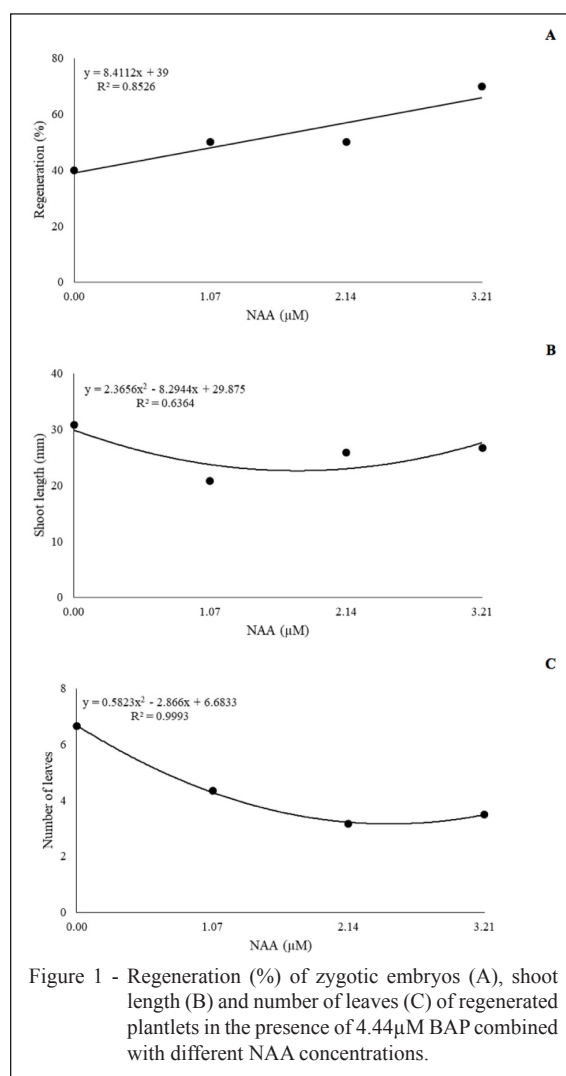 A
80
60
40
20
0
y = 8.4112x + 39
R² = 0.8526
Regeneration (%)
0.00 1.07 2.14 3.21
NAA (µM)
B
40
30
20
10
0
y = 2.3656x² - 8.2944x + 29.875
R² = 0.6364
Shoot length (mm)
0.00 1.07 2.14 3.21
NAA (µM)
C
8
6
4
2
0
y = 0.5823x² - 2.866x + 6.6833
R² = 0.9993
Number of leaves
0.00 1.07 2.14 3.21
NAA (µM)
Figure 1 - Regeneration (%) of zygotic embryos (A), shoot
length (B) and number of leaves (C) of regenerated
plantlets in the presence of 4.44µM BAP combined
with different NAA concentrations.